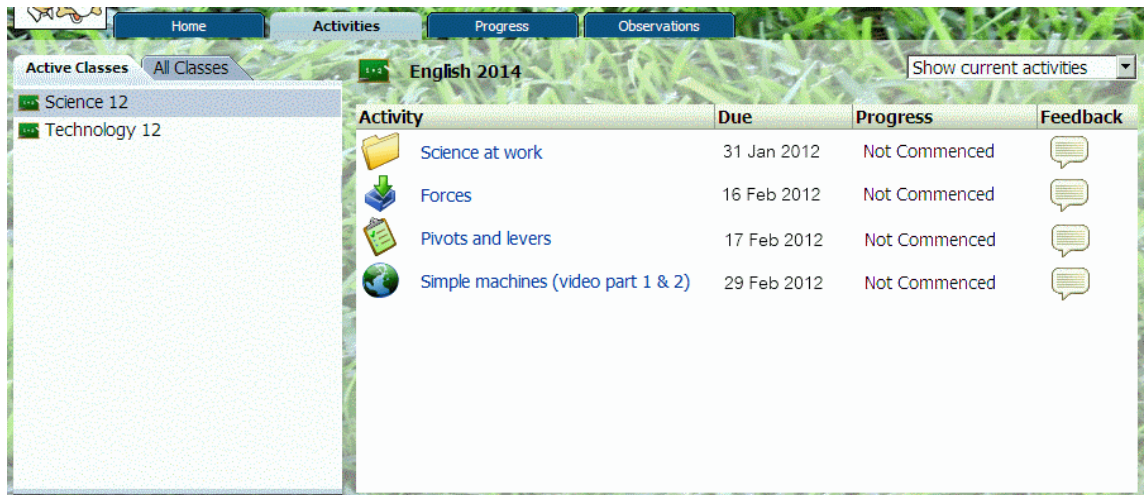 Home Activities Progress Observations
Active Classes All Classes
Science 12
Technology 12
English 2014 Show current activities
Activity Due Progress Feedback
Science at work 31 Jan 2012 Not Commenced
Forces 16 Feb 2012 Not Commenced
Pivots and levers 17 Feb 2012 Not Commenced
Simple machines (video part 1 & 2) 29 Feb 2012 Not Commenced